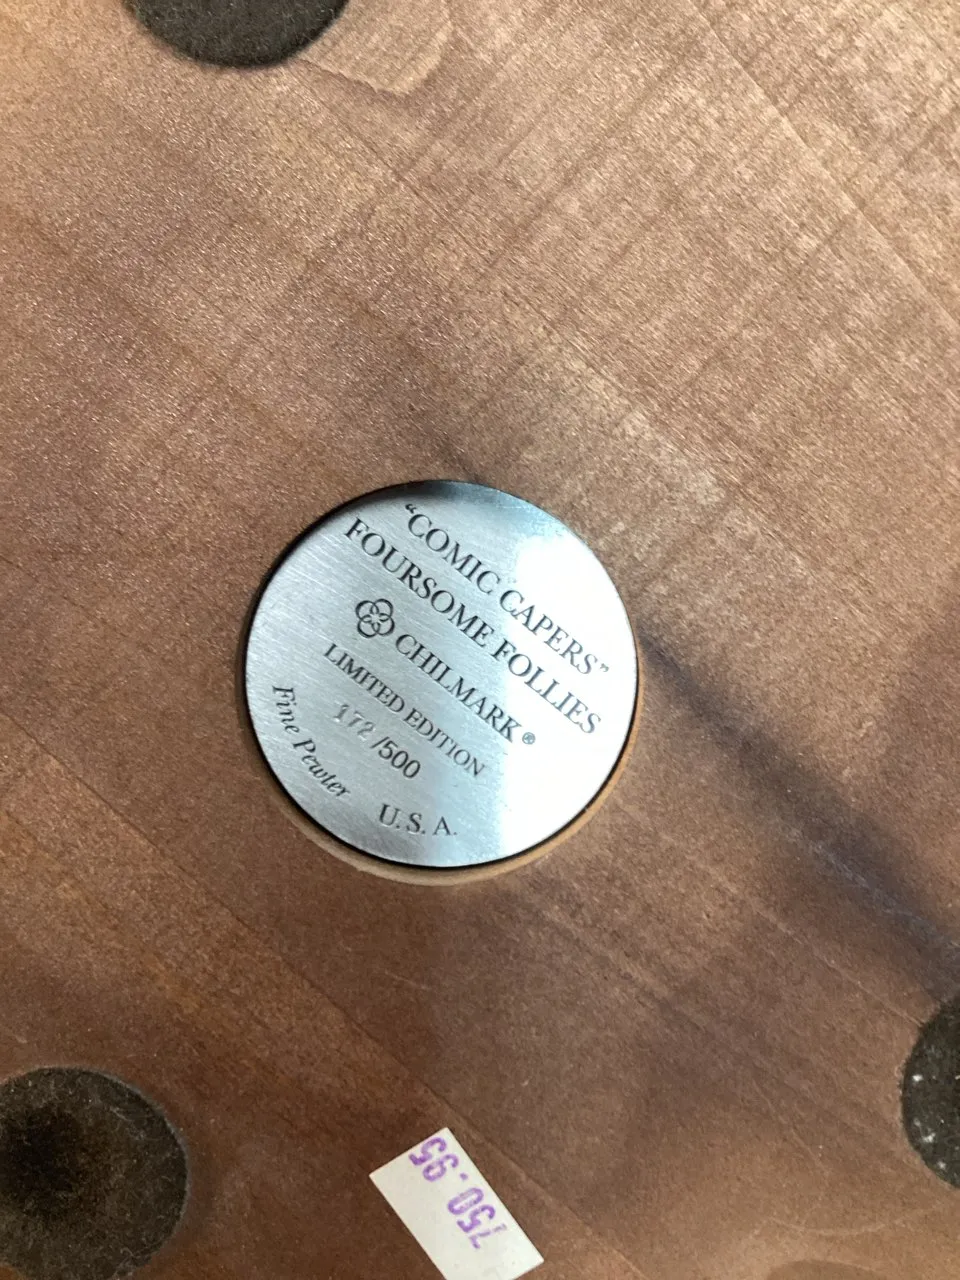 “COMIC CAPERS”
FOURSOME FOLLIES
CHILMARK®
LIMITED EDITION
172/500
Fine Pewter
U.S.A.
750.95